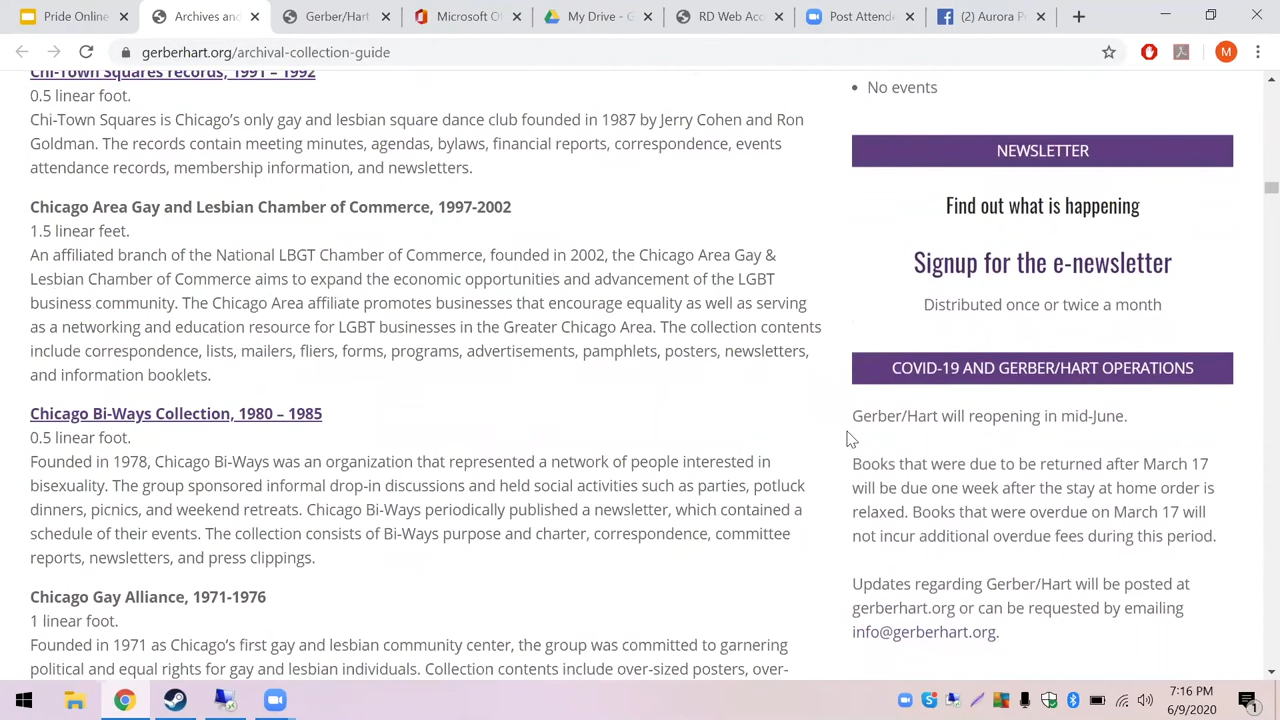 Pride Online
Archives and
Gerber/Hart
Microsoft Of
My Drive - G
RD Web Acc
Post Attend
(2) Aurora P
gerberhart.org/archival-collection-guide
M
Chi-Town Squares records, 1991 – 1992
0.5 linear foot.
Chi-Town Squares is Chicago's only gay and lesbian square dance club founded in 1987 by Jerry Cohen and Ron
Goldman. The records contain meeting minutes, agendas, bylaws, financial reports, correspondence, events
attendance records, membership information, and newsletters.
Chicago Area Gay and Lesbian Chamber of Commerce, 1997-2002
1.5 linear feet.
An affiliated branch of the National LBGT Chamber of Commerce, founded in 2002, the Chicago Area Gay &
Lesbian Chamber of Commerce aims to expand the economic opportunities and advancement of the LGBT
business community. The Chicago Area affiliate promotes businesses that encourage equality as well as serving
as a networking and education resource for LGBT businesses in the Greater Chicago Area. The collection contents
include correspondence, lists, mailers, fliers, forms, programs, advertisements, pamphlets, posters, newsletters,
and information booklets.
Chicago Bi-Ways Collection, 1980 – 1985
0.5 linear foot.
Founded in 1978, Chicago Bi-Ways was an organization that represented a network of people interested in
bisexuality. The group sponsored informal drop-in discussions and held social activities such as parties, potluck
dinners, picnics, and weekend retreats. Chicago Bi-Ways periodically published a newsletter, which contained a
schedule of their events. The collection consists of Bi-Ways purpose and charter, correspondence, committee
reports, newsletters, and press clippings.
Chicago Gay Alliance, 1971-1976
1 linear foot.
Founded in 1971 as Chicago's first gay and lesbian community center, the group was committed to garnering
political and equal rights for gay and lesbian individuals. Collection contents include over-sized posters, over-
• No events
NEWSLETTER
Find out what is happening
Signup for the e-newsletter
Distributed once or twice a month
COVID-19 AND GERBER/HART OPERATIONS
Gerber/Hart will reopening in mid-June.
Books that were due to be returned after March 17
will be due one week after the stay at home order is
relaxed. Books that were overdue on March 17 will
not incur additional overdue fees during this period.
Updates regarding Gerber/Hart will be posted at
gerberhart.org or can be requested by emailing
info@gerberhart.org.
7:16 PM
6/9/2020
1